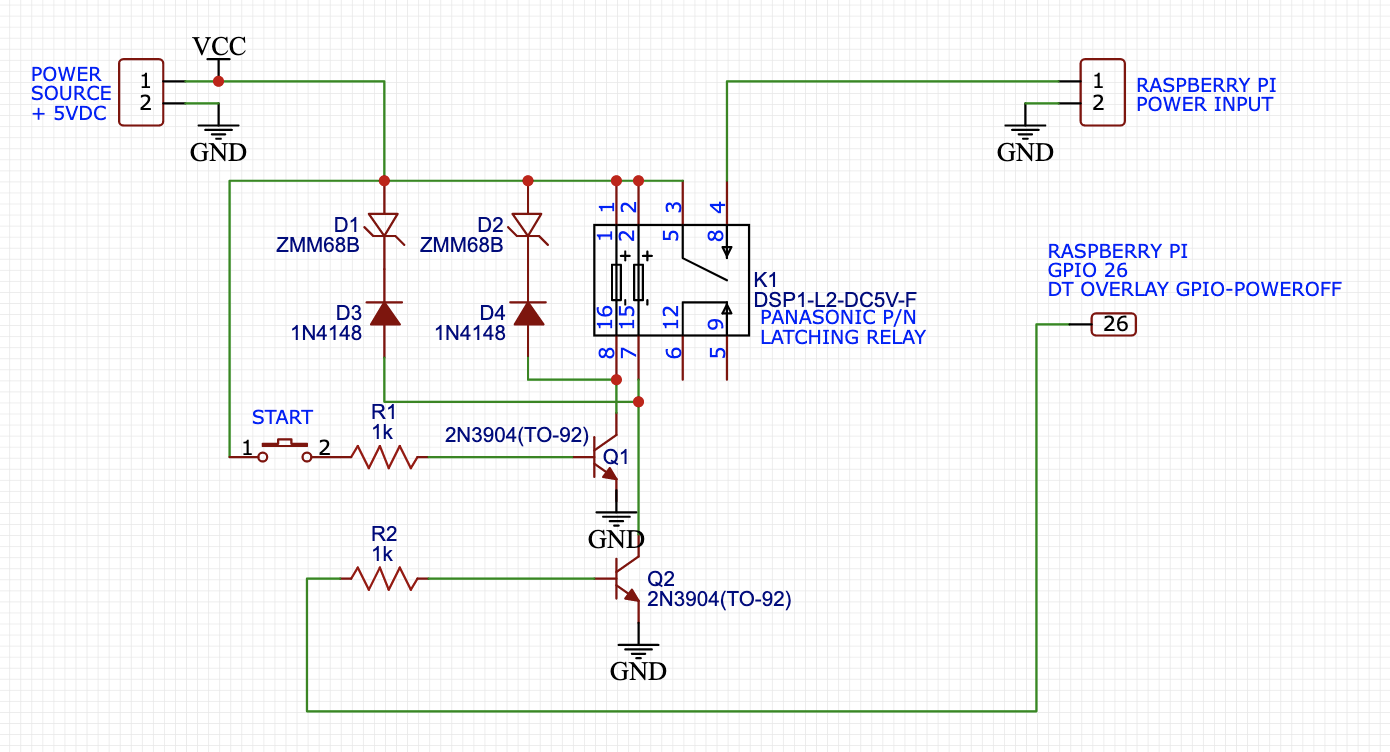 VCC
POWER
SOURCE
+ 5VDC
1
2
GND
1
2
RASPBERRY PI
POWER INPUT
GND
D1
ZMM68B
D2
ZMM68B
D3
1N4148
D4
1N4148
1
2
3
4
1
2
5
8
+
+
-
-
16
15
12
9
8
7
6
5
K1
DSP1-L2-DC5V-F
PANASONIC P/N
LATCHING RELAY
RASPBERRY PI
GPIO 26
DT OVERLAY GPIO-POWEROFF
26
START
1
2
R1
1k
2N3904(TO-92)
Q1
GND
R2
1k
Q2
2N3904(TO-92)
GND